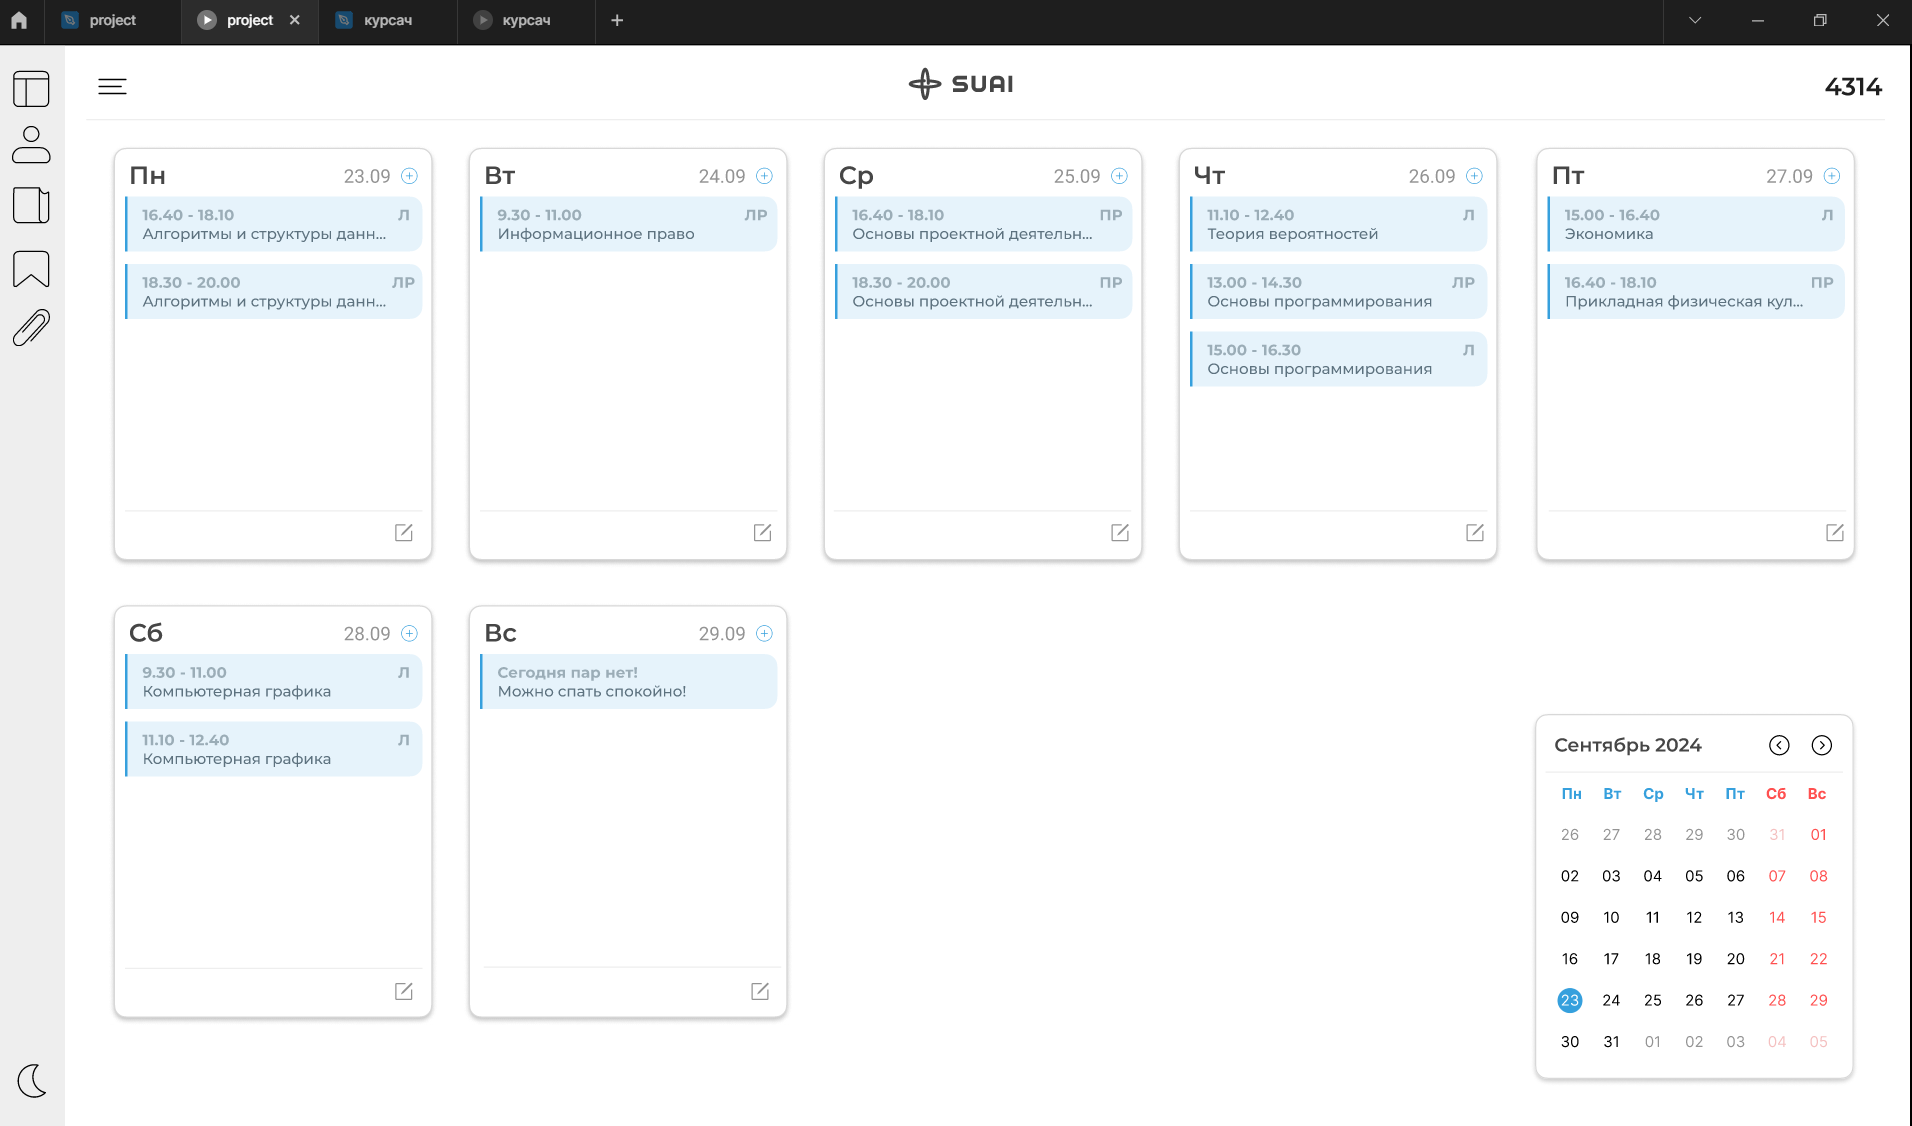 project
project
курсач
курсач
SUAI
4314
Пн 23.09
16.40 - 18.10 Л
Алгоритмы и структуры данн...
18.30 - 20.00 ЛР
Алгоритмы и структуры данн...
Вт 24.09
9.30 - 11.00 ЛР
Информационное право
Ср 25.09
16.40 - 18.10 ПР
Основы проектной деятельн...
18.30 - 20.00 ПР
Основы проектной деятельн...
Чт 26.09
11.10 - 12.40 Л
Теория вероятностей
13.00 - 14.30 ЛР
Основы программирования
15.00 - 16.30 Л
Основы программирования
Пт 27.09
15.00 - 16.40 Л
Экономика
16.40 - 18.10 ПР
Прикладная физическая кул...
Сб 28.09
9.30 - 11.00 Л
Компьютерная графика
11.10 - 12.40 Л
Компьютерная графика
Вс 29.09
Сегодня пар нет!
Можно спать спокойно!
Сентябрь 2024
Пн Вт Ср Чт Пт Сб Вс
26 27 28 29 30 31 01
02 03 04 05 06 07 08
09 10 11 12 13 14 15
16 17 18 19 20 21 22
23 24 25 26 27 28 29
30 31 01 02 03 04 05